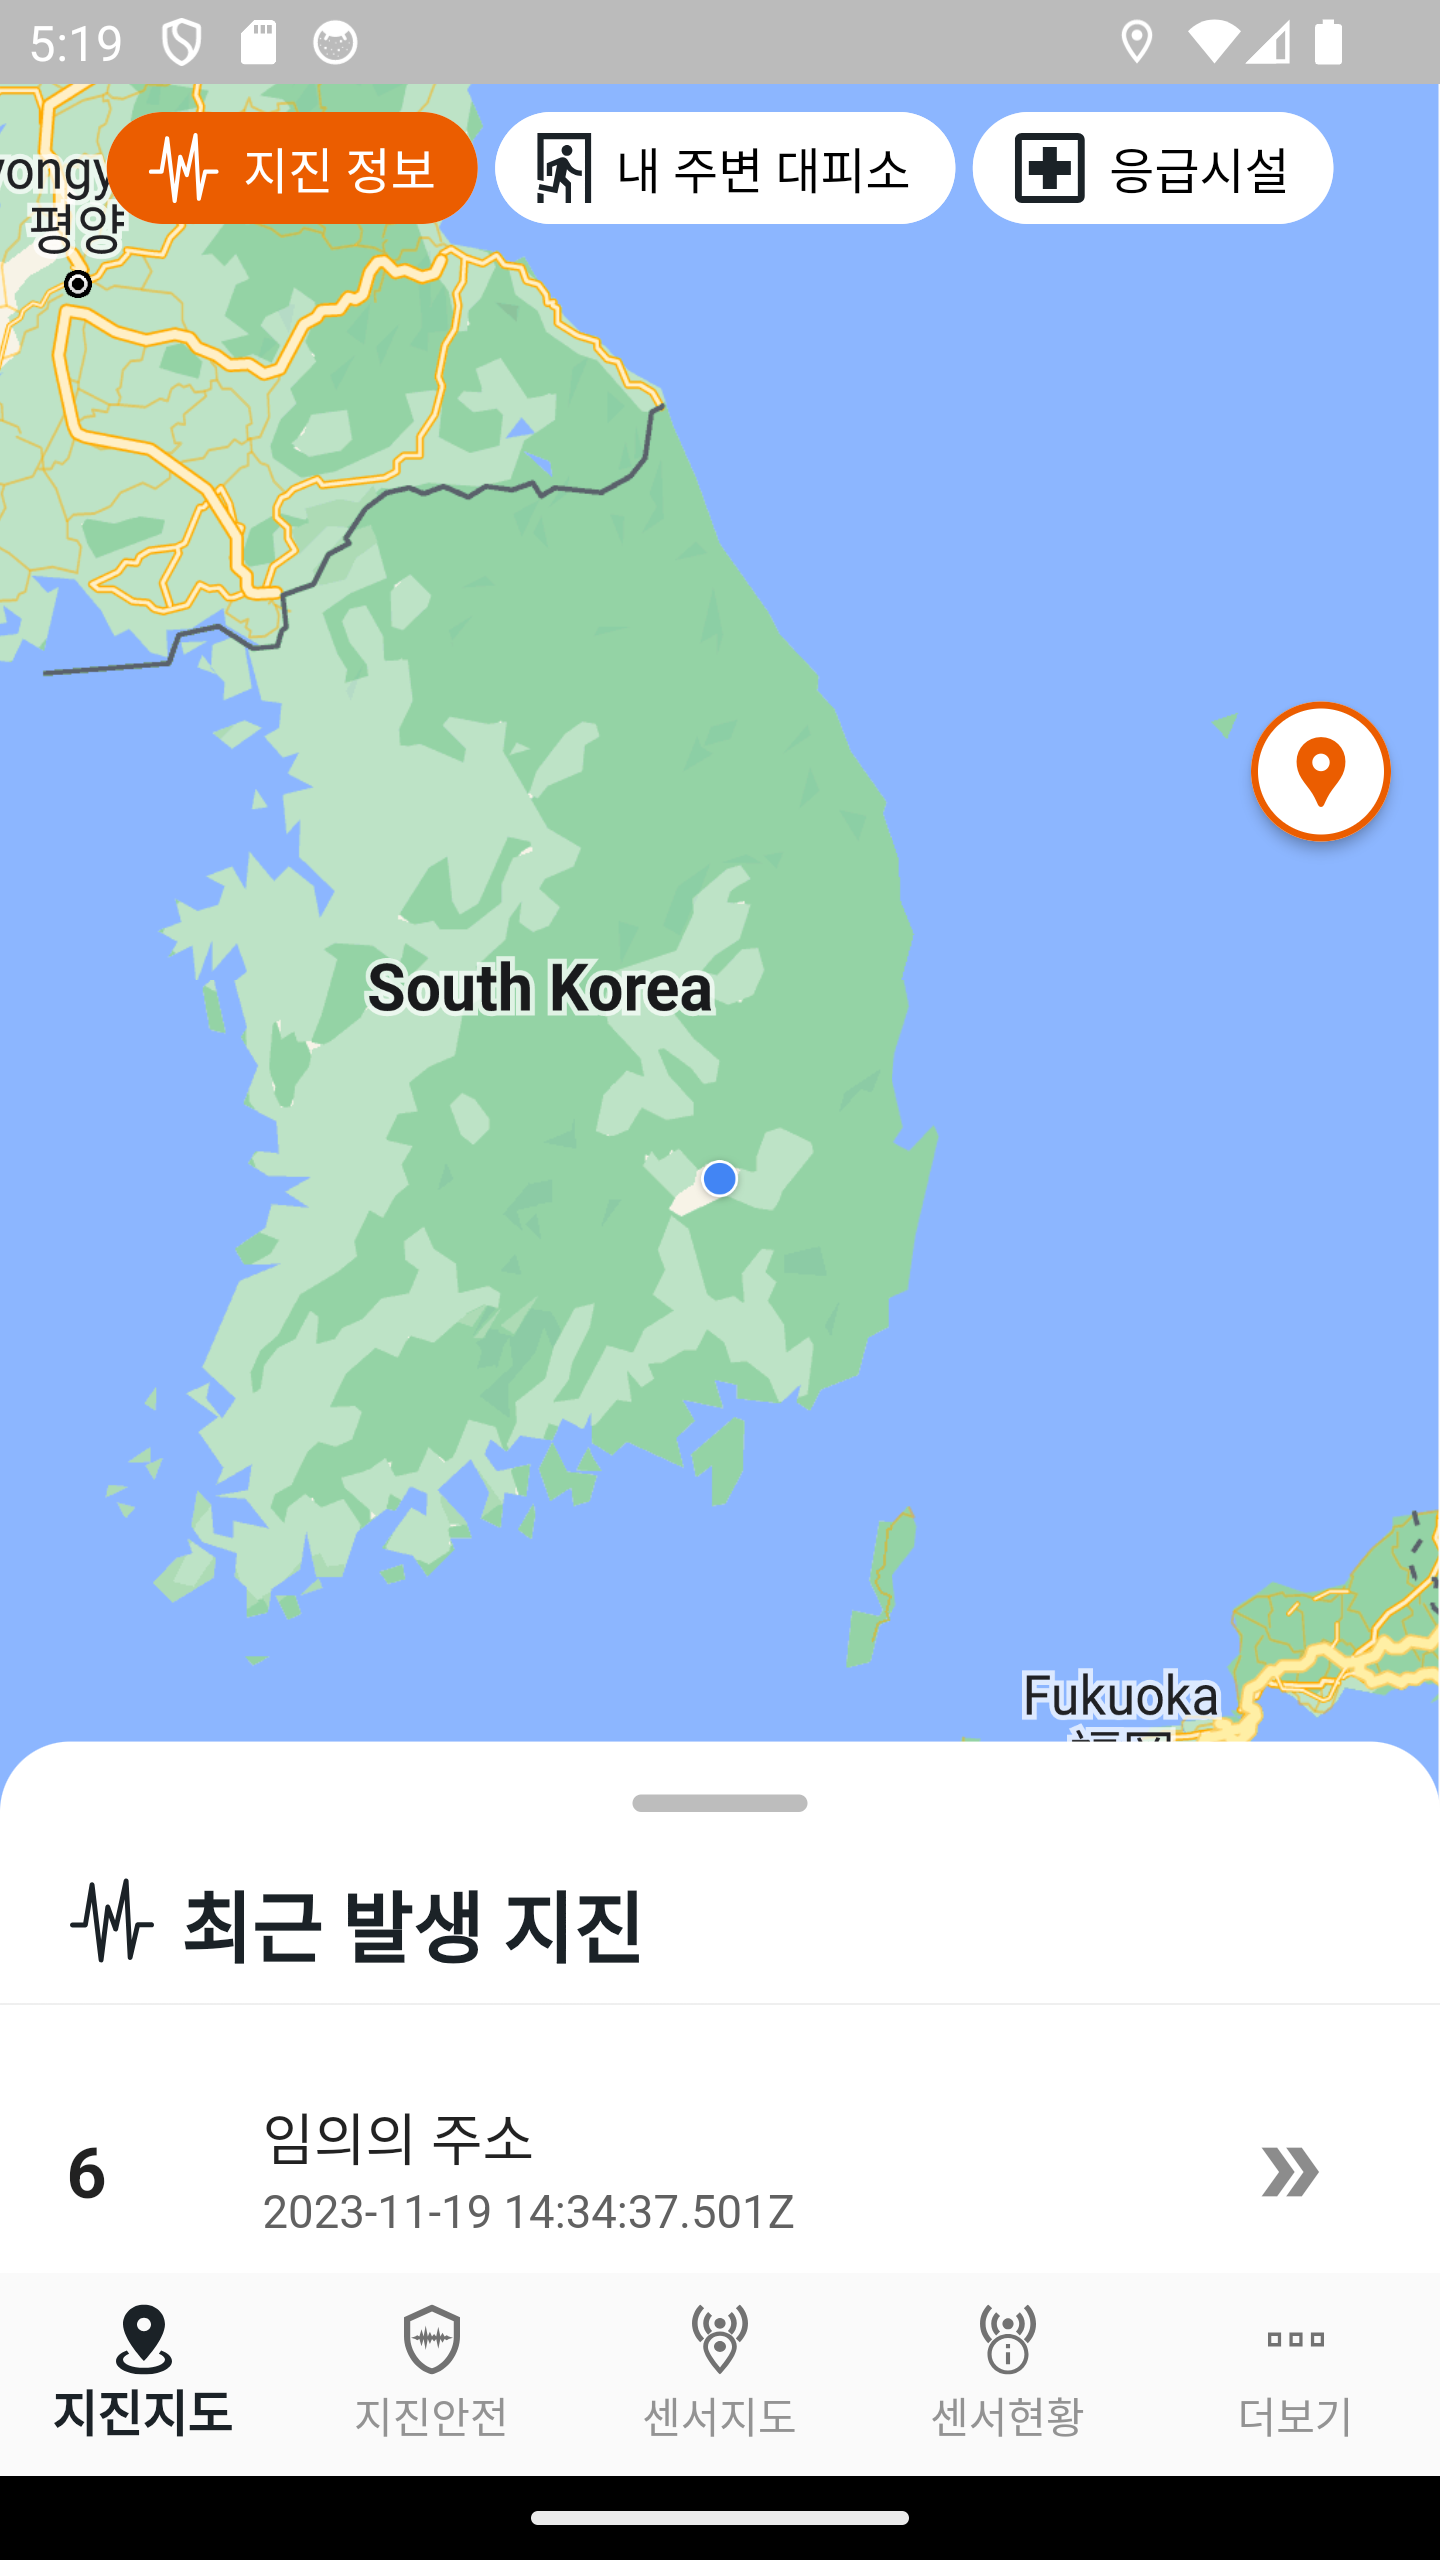 5:19
지진 정보
내 주변 대피소
응급시설
yongy
평양
South Korea
Fukuoka
최근 발생 지진
6
임의의 주소
2023-11-19 14:34:37.501Z
지진지도
지진안전
센서지도
센서현황
더보기